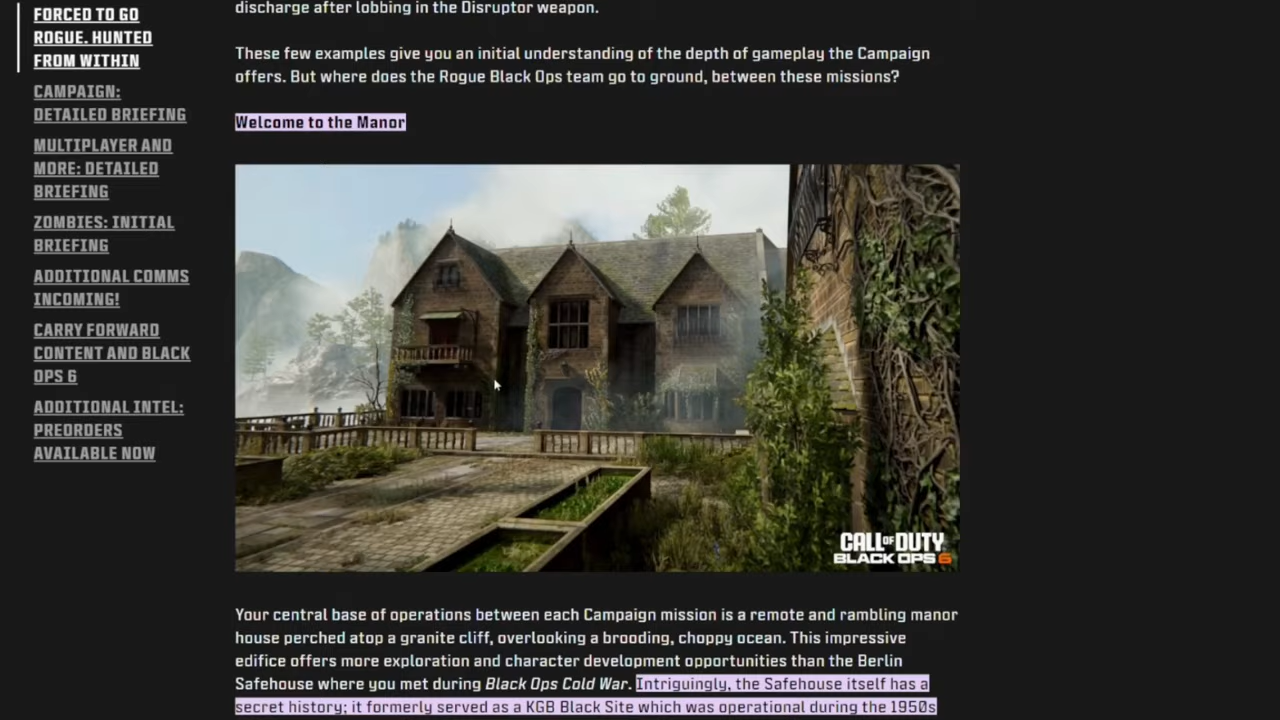 FORCED TO GO
ROGUE. HUNTED
FROM WITHIN
CAMPAIGN:
DETAILED BRIEFING
MULTIPLAYER AND
MORE: DETAILED
BRIEFING
ZOMBIES: INITIAL
BRIEFING
ADDITIONAL COMMS
INCOMING!
CARRY FORWARD
CONTENT AND BLACK
OPS 6
ADDITIONAL INTEL:
PREORDERS
AVAILABLE NOW
discharge after lobbing in the Disruptor weapon.
These few examples give you an initial understanding of the depth of gameplay the Campaign
offers. But where does the Rogue Black Ops team go to ground, between these missions?
Welcome to the Manor
CALL OF DUTY
BLACK OPS 6
Your central base of operations between each Campaign mission is a remote and rambling manor
house perched atop a granite cliff, overlooking a brooding, choppy ocean. This impressive
edifice offers more exploration and character development opportunities than the Berlin
Safehouse where you met during Black Ops Cold War. Intriguingly, the Safehouse itself has a
secret history; it formerly served as a KGB Black Site which was operational during the 1950s